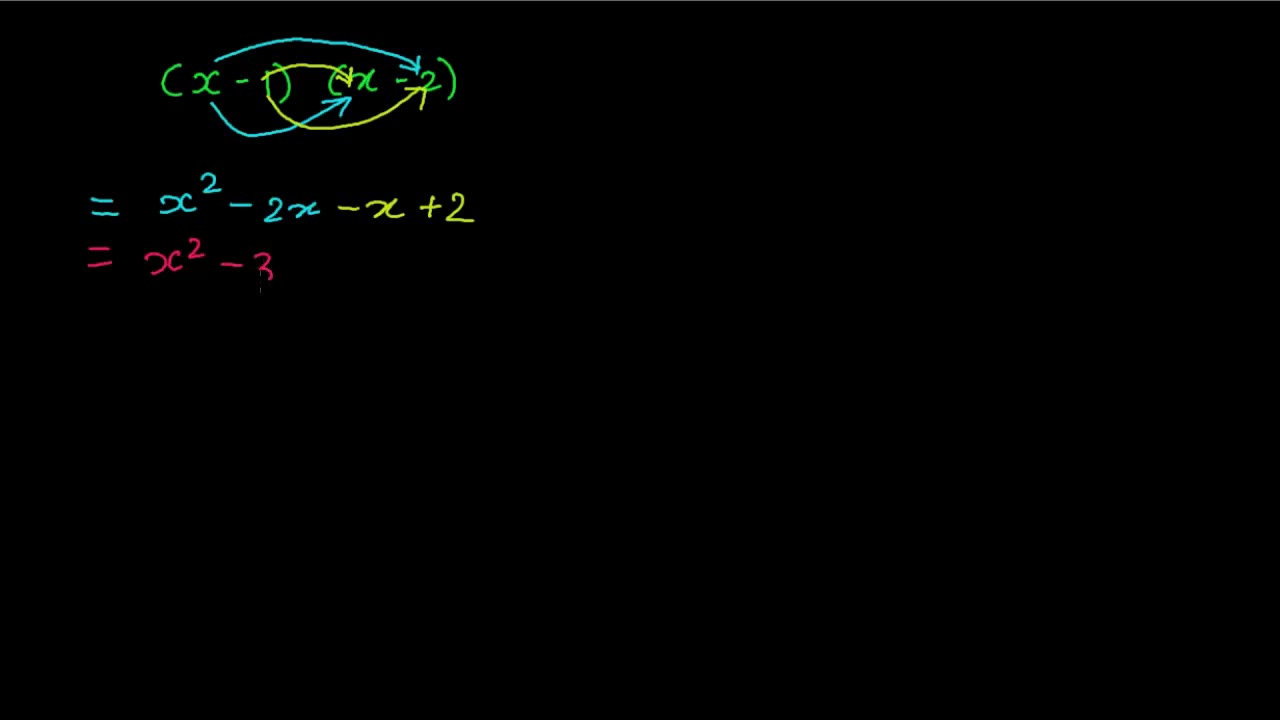 (x - 1) (x - 2)
= x² - 2x - x + 2
= x² - 3